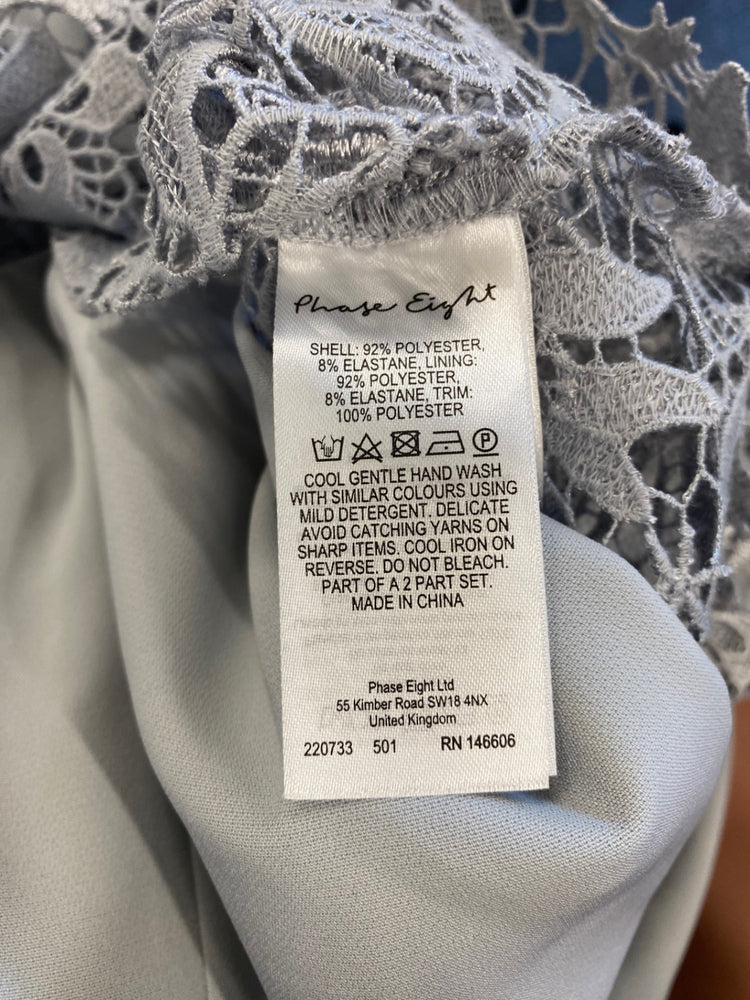 Phase Eight
SHELL: 92% POLYESTER,
8% ELASTANE, LINING:
92% POLYESTER,
8% ELASTANE, TRIM:
100% POLYESTER
P
COOL GENTLE HAND WASH
WITH SIMILAR COLOURS USING
MILD DETERGENT. DELICATE
AVOID CATCHING YARNS ON
SHARP ITEMS. COOL IRON ON
REVERSE. DO NOT BLEACH.
PART OF A 2 PART SET.
MADE IN CHINA
Phase Eight Ltd
55 Kimber Road SW18 4NX
United Kingdom
220733 501 RN 146606